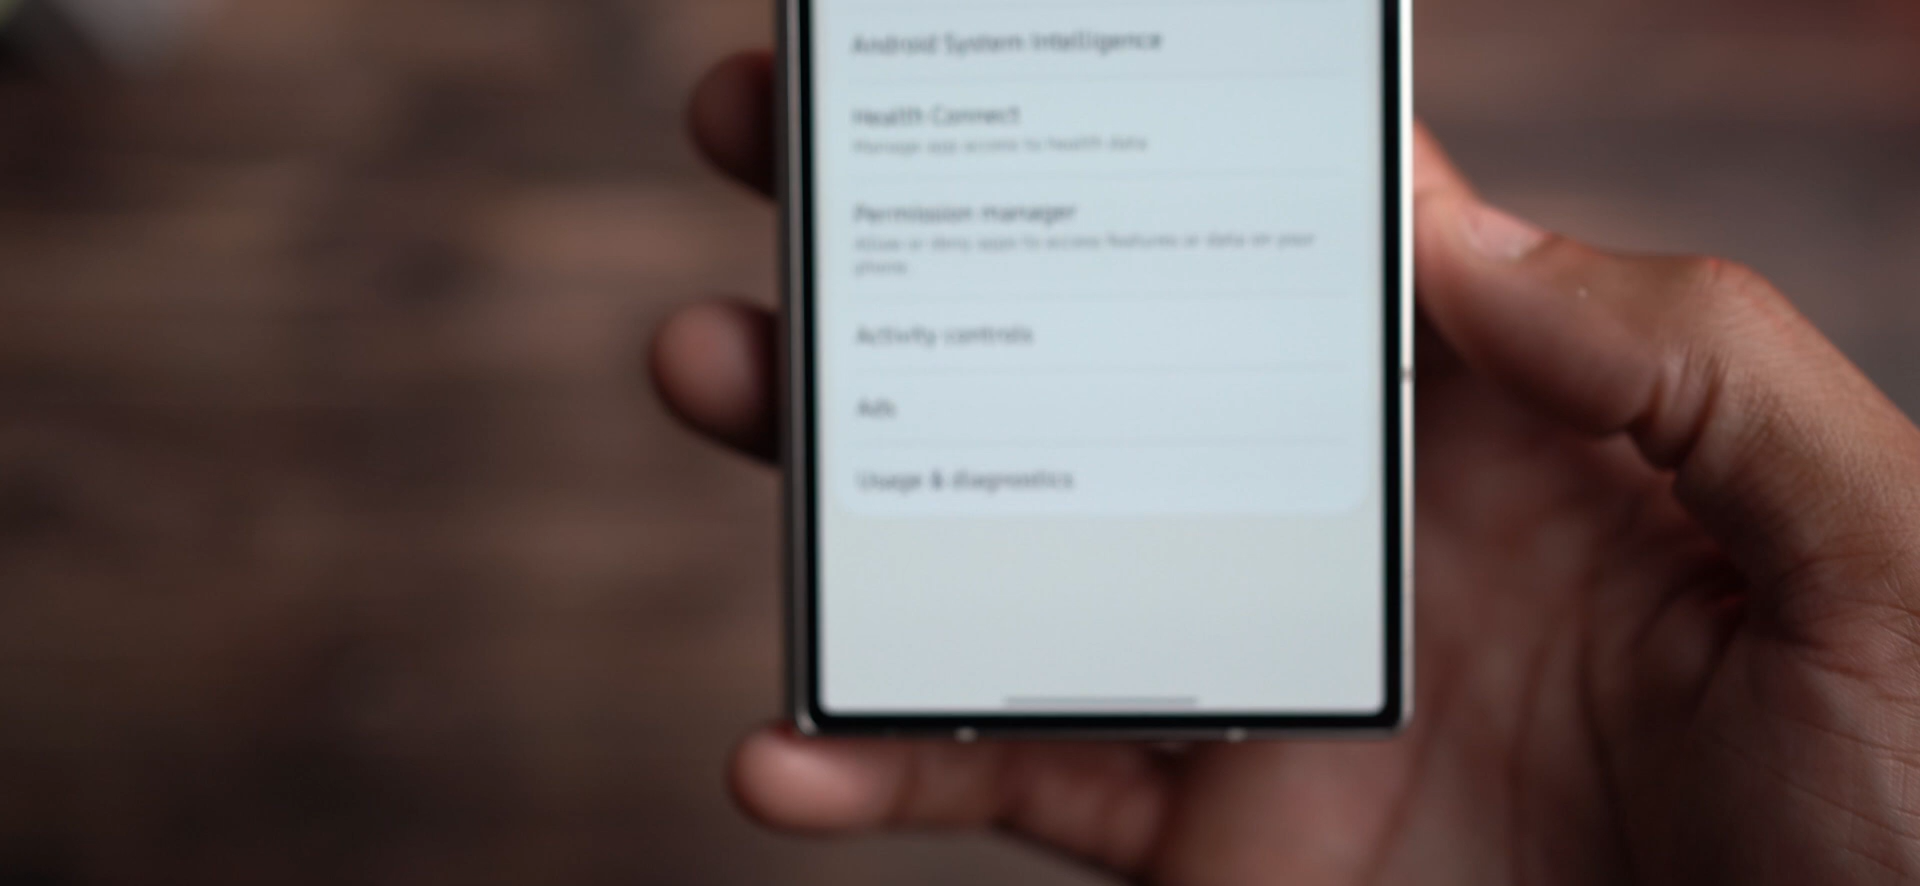 Android System Intelligence
Health Connect
Manage app access to health data
Permission manager
Allow or deny apps to access features or data on your
phone.
Activity controls
Ads
Usage & diagnostics